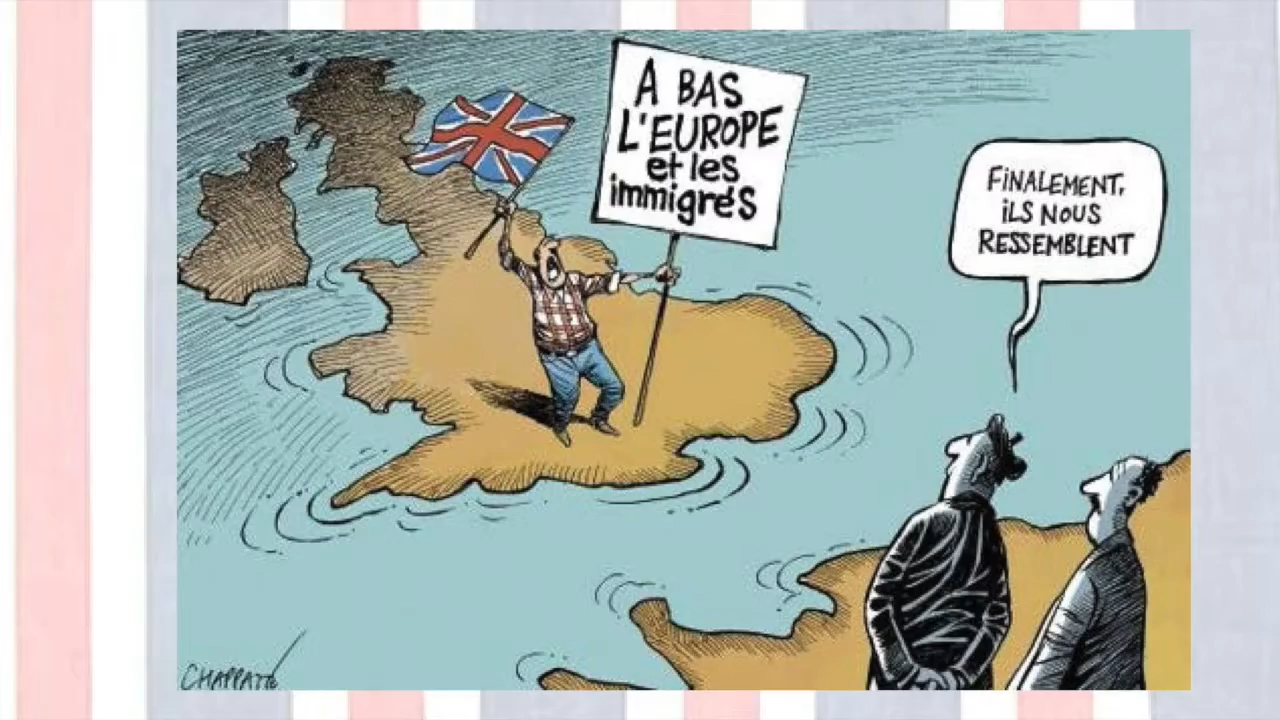 A BAS
L'EUROPE
et les
immigrés
FiNALEMENT,
iLS NOUS
RESSEMBLENT
CHAPPATTE